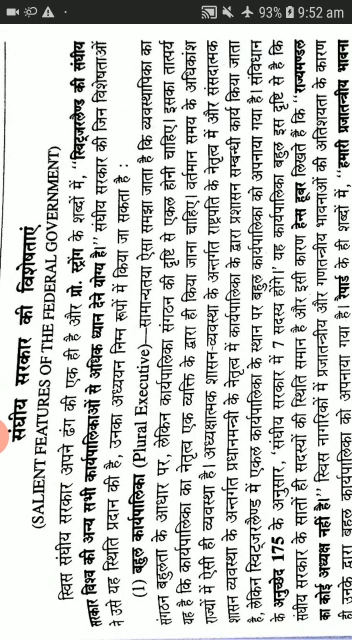 93% 9:52 am
संघीय सरकार की विशेषताएं
(SALIENT FEATURES OF THE FEDERAL GOVERNMENT)
स्विस संघीय सरकार अपने ढंग की एक ही है और प्रो. स्ट्रोंग के शब्दों में, "स्विट्जरलैण्ड की संघीय
सरकार विश्व की अन्य सभी कार्यपालिकाओं से अधिक ध्यान देने योग्य है।" संघीय सरकार की जिन विशेषताओं
ने उसे यह स्थिति प्रदान की है, उनका अध्ययन निम्न रूपों में किया जा सकता है :
(1) बहुल कार्यपालिका (Plural Executive)—सामान्यतया ऐसा समझा जाता है कि व्यवस्थापिका का
संगठन बहुलता के आधार पर, लेकिन कार्यपालिका संगठन की दृष्टि से एकल होनी चाहिए। इसका तात्पर्य
यह है कि कार्यपालिका का नेतृत्व एक व्यक्ति के द्वारा ही किया जाना चाहिए। वर्तमान समय के अधिकांश
राज्यों में ऐसी ही व्यवस्था है। अध्यक्षात्मक शासन-व्यवस्था के अन्तर्गत राष्ट्रपति के नेतृत्व में और संसदात्मक
शासन व्यवस्था के अन्तर्गत प्रधानमन्त्री के नेतृत्व में कार्यपालिका के द्वारा प्रशासन सम्बन्धी कार्य किया जाता
है, लेकिन स्विट्जरलैण्ड में एकल कार्यपालिका के स्थान पर बहुल कार्यपालिका को अपनाया गया है। संविधान
के अनुच्छेद 175 के अनुसार, 'संघीय सरकार में 7 सदस्य होंगे।' यह कार्यपालिका बहुल इस दृष्टि से है कि
संघीय सरकार के सातों ही सदस्यों की स्थिति समान है और इसी कारण हेन्स हूबर लिखते हैं कि "राज्यमण्डल
का कोई अध्यक्ष नहीं है।" स्विस नागरिकों में प्रजातन्त्रीय और गणतन्त्रीय भावनाओं की अतिशयता के कारण
ही उनके द्वारा बहुल कार्यपालिका को अपनाया गया है। रैपार्ड के ही शब्दों में, "हमारी प्रजातन्त्रीय भावना